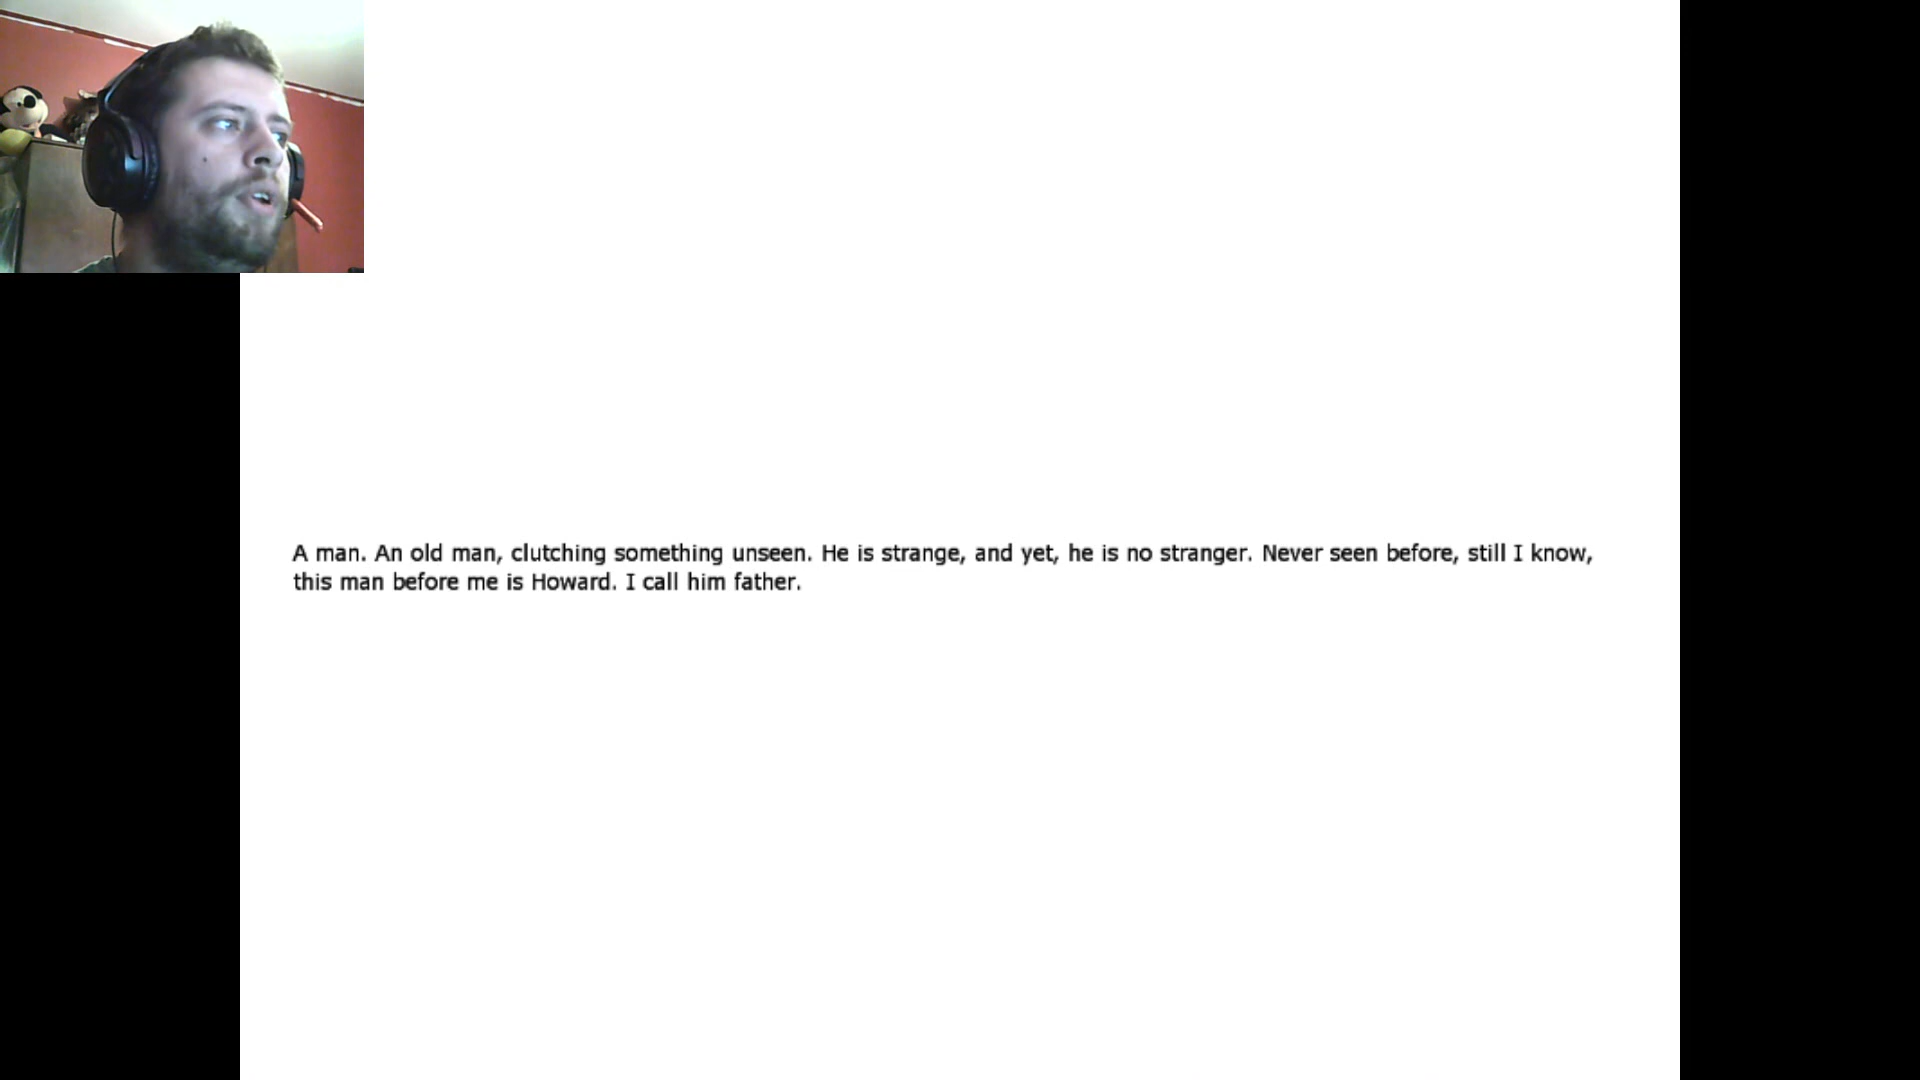 A man. An old man, clutching something unseen. He is strange, and yet, he is no stranger. Never seen before, still I know,
this man before me is Howard. I call him father.